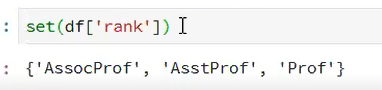 : set(df['rank'])
: {'AssocProf', 'AsstProf', 'Prof'}